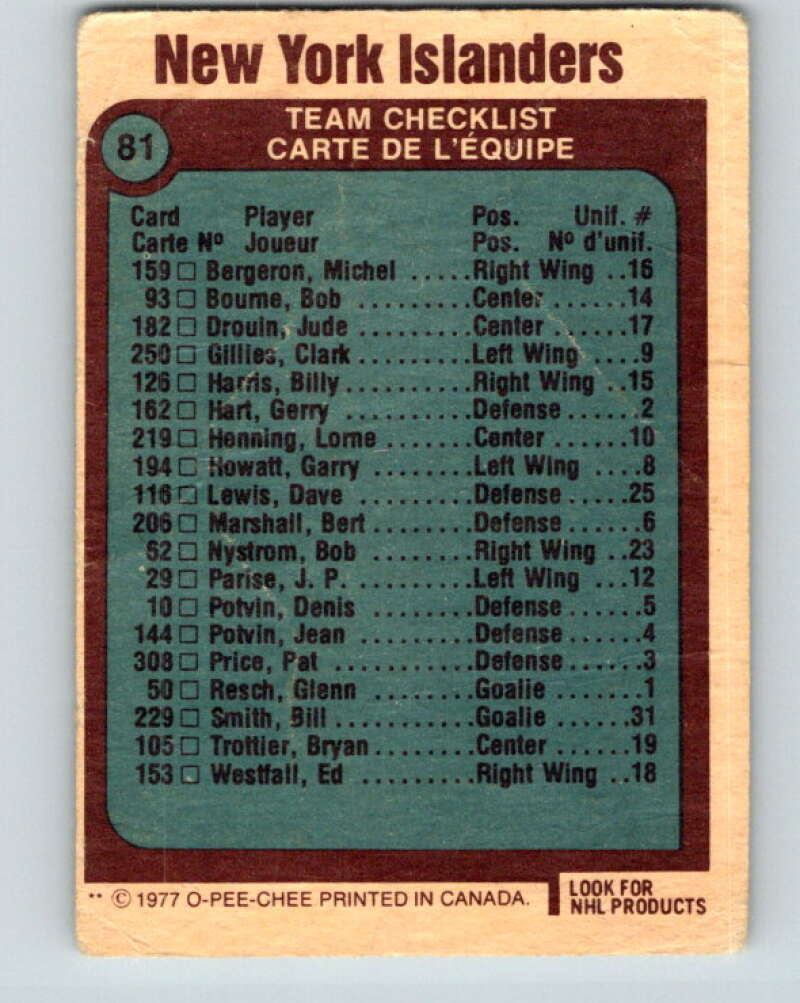 New York Islanders
81
TEAM CHECKLIST
CARTE DE L'ÉQUIPE
Card Player Pos. Unif. #
Carte Nº Joueur Pos. Nº d'unif.
159 □ Bergeron, Michel .....Right Wing ..16
93 □ Bourne, Bob ..........Center ......14
182 □ Drouin, Jude ..........Center ......17
250 □ Gillies, Clark ..........Left Wing ....9
126 □ Harris, Billy ...........Right Wing ..15
162 □ Hart, Gerry ...........Defense ......2
219 □ Henning, Lorne ........Center ......10
194 □ Howatt, Garry .........Left Wing ....8
116 □ Lewis, Dave ..........Defense .....25
206 □ Marshall, Bert .........Defense ......6
52 □ Nystrom, Bob .........Right Wing ..23
29 □ Parise, J. P. ..........Left Wing ...12
10 □ Potvin, Denis .........Defense ......5
144 □ Potvin, Jean ..........Defense ......4
308 □ Price, Pat ............Defense ......3
50 □ Resch, Glenn .........Goalie .......1
229 □ Smith, Bill ............Goalie ......31
105 □ Trottier, Bryan .........Center ......19
153 □ Westfall, Ed ..........Right Wing ..18
** © 1977 O-PEE-CHEE PRINTED IN CANADA.
LOOK FOR
NHL PRODUCTS